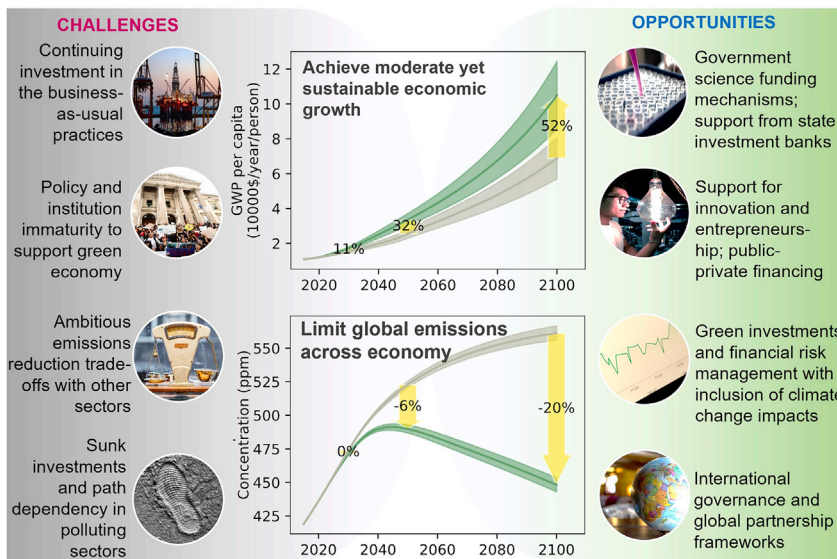 CHALLENGES
Continuing
investment in
the business-
as-usual
practices
Policy and
institution
immaturity to
support green
economy
Ambitious
emissions
reduction trade-
offs with other
sectors
Sunk
investments
and path
dependency in
polluting
sectors
Achieve moderate yet
sustainable economic
growth
GWP per capita
(10000$/year/person)
12
10
8
6
4
2
52%
32%
11%
2020
2040
2060
2080
2100
Limit global emissions
across economy
Concentration (ppm)
550
525
500
475
450
425
-6%
-20%
0%
2020
2040
2060
2080
2100
OPPORTUNITIES
Government
science funding
mechanisms;
support from state
investment banks
Support for
innovation and
entrepreneurs-
hip; public-
private financing
Green investments
and financial risk
management with
inclusion of climate
change impacts
International
governance and
global partnership
frameworks